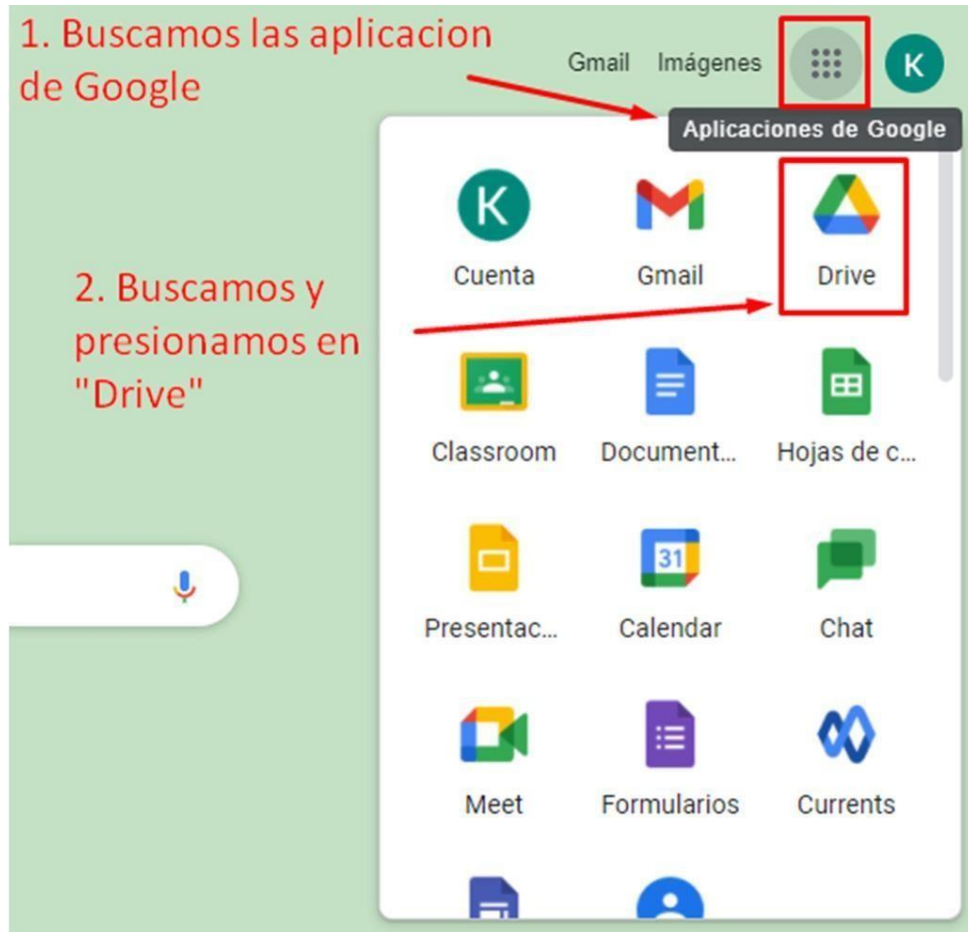 1. Buscamos las aplicacion
de Google
Gmail Imágenes
K
Aplicaciones de Google
K
Cuenta Gmail Drive
2. Buscamos y
presionamos en
"Drive"
Classroom Document... Hojas de c...
31
Presentac... Calendar Chat
Meet Formularios Currents